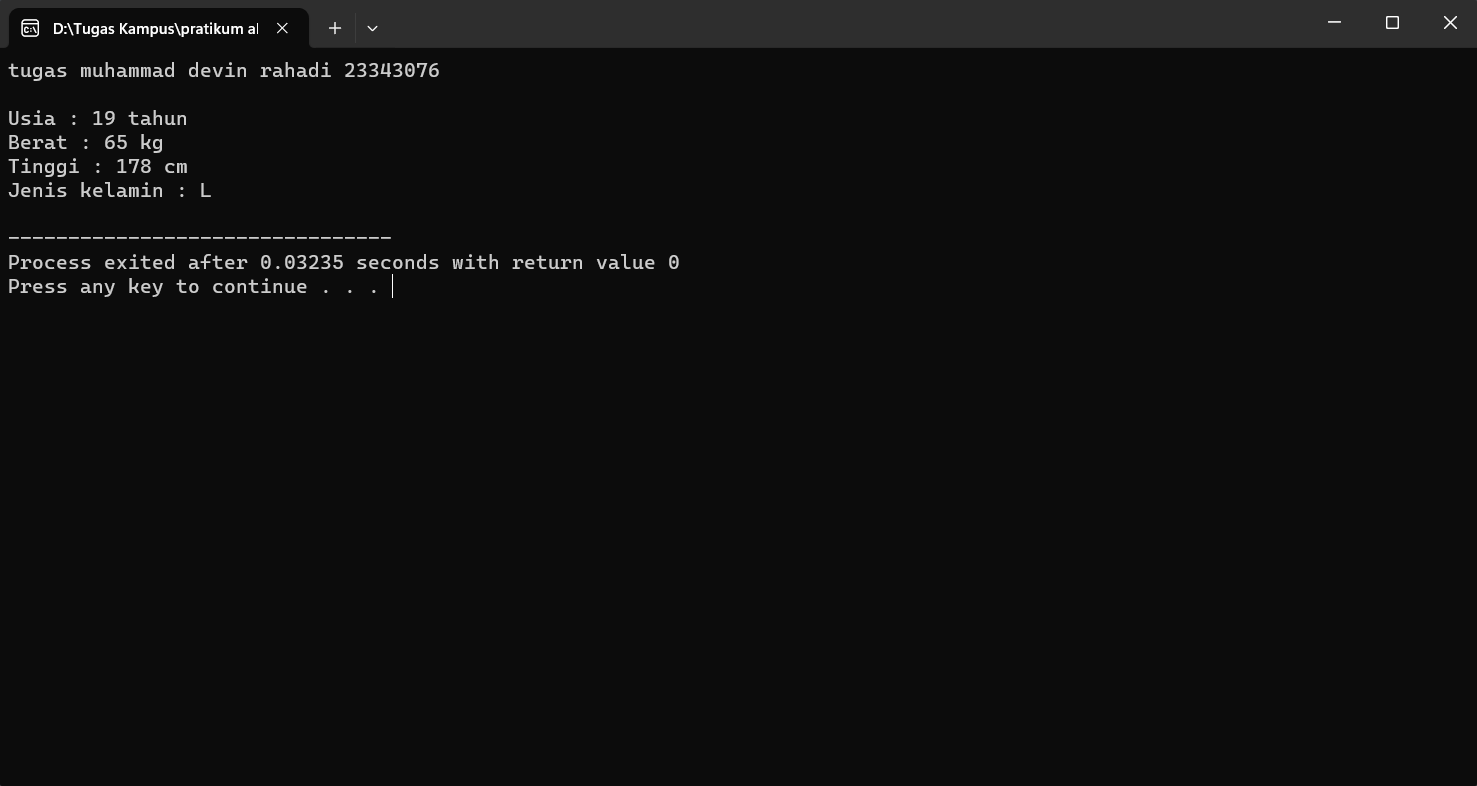 D:\Tugas Kampus\pratikum al
tugas muhammad devin rahadi 23343076
Usia : 19 tahun
Berat : 65 kg
Tinggi : 178 cm
Jenis kelamin : L
--------------------------------
Process exited after 0.03235 seconds with return value 0
Press any key to continue . . .